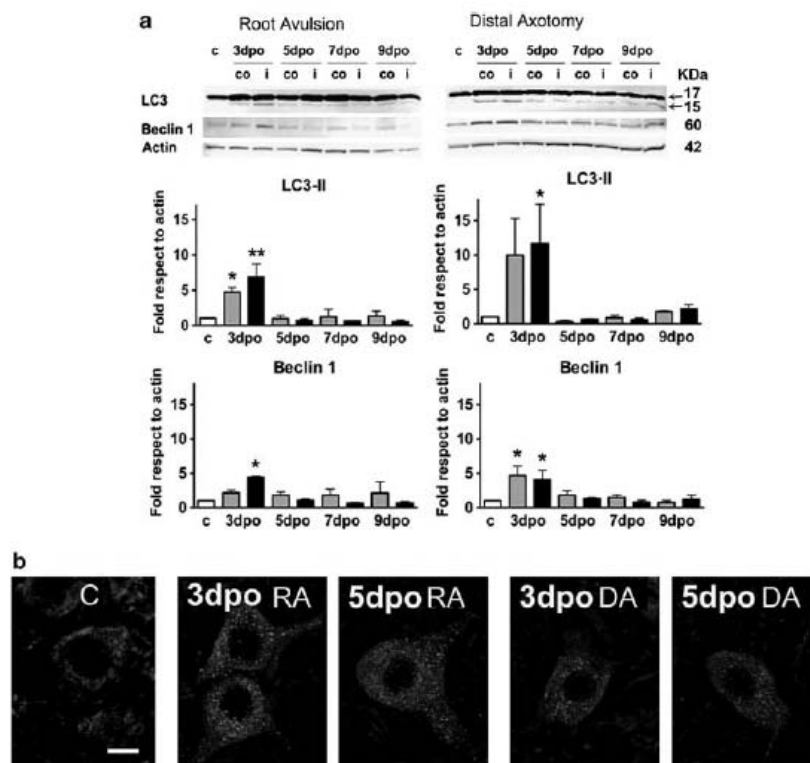 a
Root Avulsion
Distal Axotomy
c 3dpo 5dpo 7dpo 9dpo c 3dpo 5dpo 7dpo 9dpo
co i co i co i co i co i co i co i co i KDa
LC3 17
15
Beclin 1 60
Actin 42
LC3-II
Fold respect to actin
15
10
5
0
* **
c 3dpo 5dpo 7dpo 9dpo
LC3-II
Fold respect to actin
15
10
5
0
*
c 3dpo 5dpo 7dpo 9dpo
Beclin 1
Fold respect to actin
15
10
5
0
*
c 3dpo 5dpo 7dpo 9dpo
Beclin 1
Fold respect to actin
15
10
5
0
* *
c 3dpo 5dpo 7dpo 9dpo
b
C 3dpo RA 5dpo RA 3dpo DA 5dpo DA